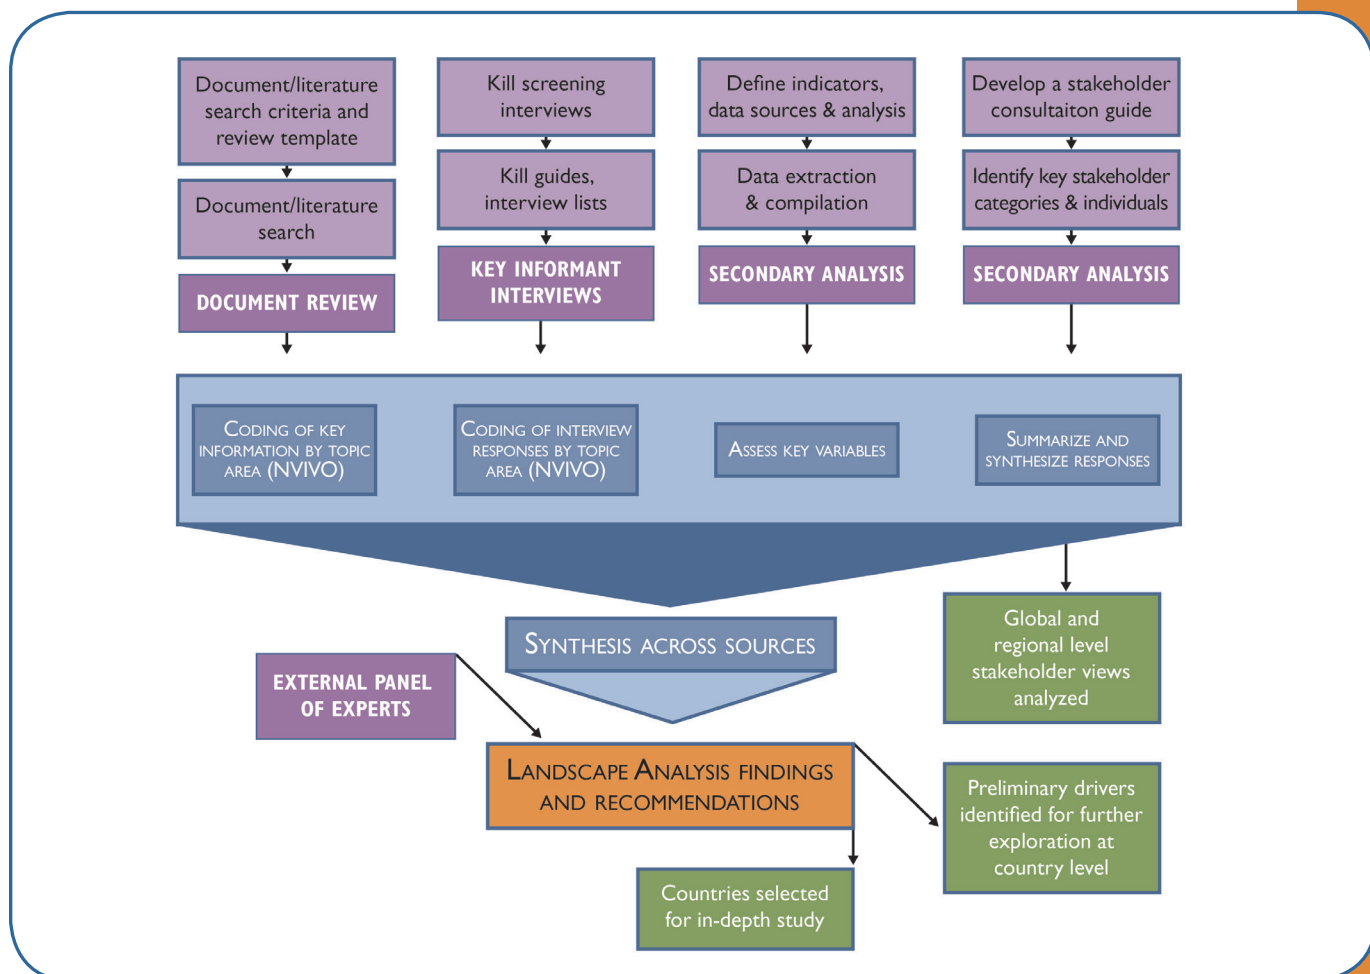 Document/literature
search criteria and
review template
Document/literature
search
DOCUMENT REVIEW
Kill screening
interviews
Kill guides,
interview lists
KEY INFORMANT
INTERVIEWS
Define indicators,
data sources & analysis
Data extraction
& compilation
SECONDARY ANALYSIS
Develop a stakeholder
consultaiton guide
Identify key stakeholder
categories & individuals
SECONDARY ANALYSIS
CODING OF KEY
INFORMATION BY TOPIC
AREA (NVIVO)
CODING OF INTERVIEW
RESPONSES BY TOPIC
AREA (NVIVO)
ASSESS KEY VARIABLES
SUMMARIZE AND
SYNTHESIZE RESPONSES
SYNTHESIS ACROSS SOURCES
Global and
regional level
stakeholder views
analyzed
EXTERNAL PANEL
OF EXPERTS
LANDSCAPE ANALYSIS FINDINGS
AND RECOMMENDATIONS
Preliminary drivers
identified for further
exploration at
country level
Countries selected
for in-depth study